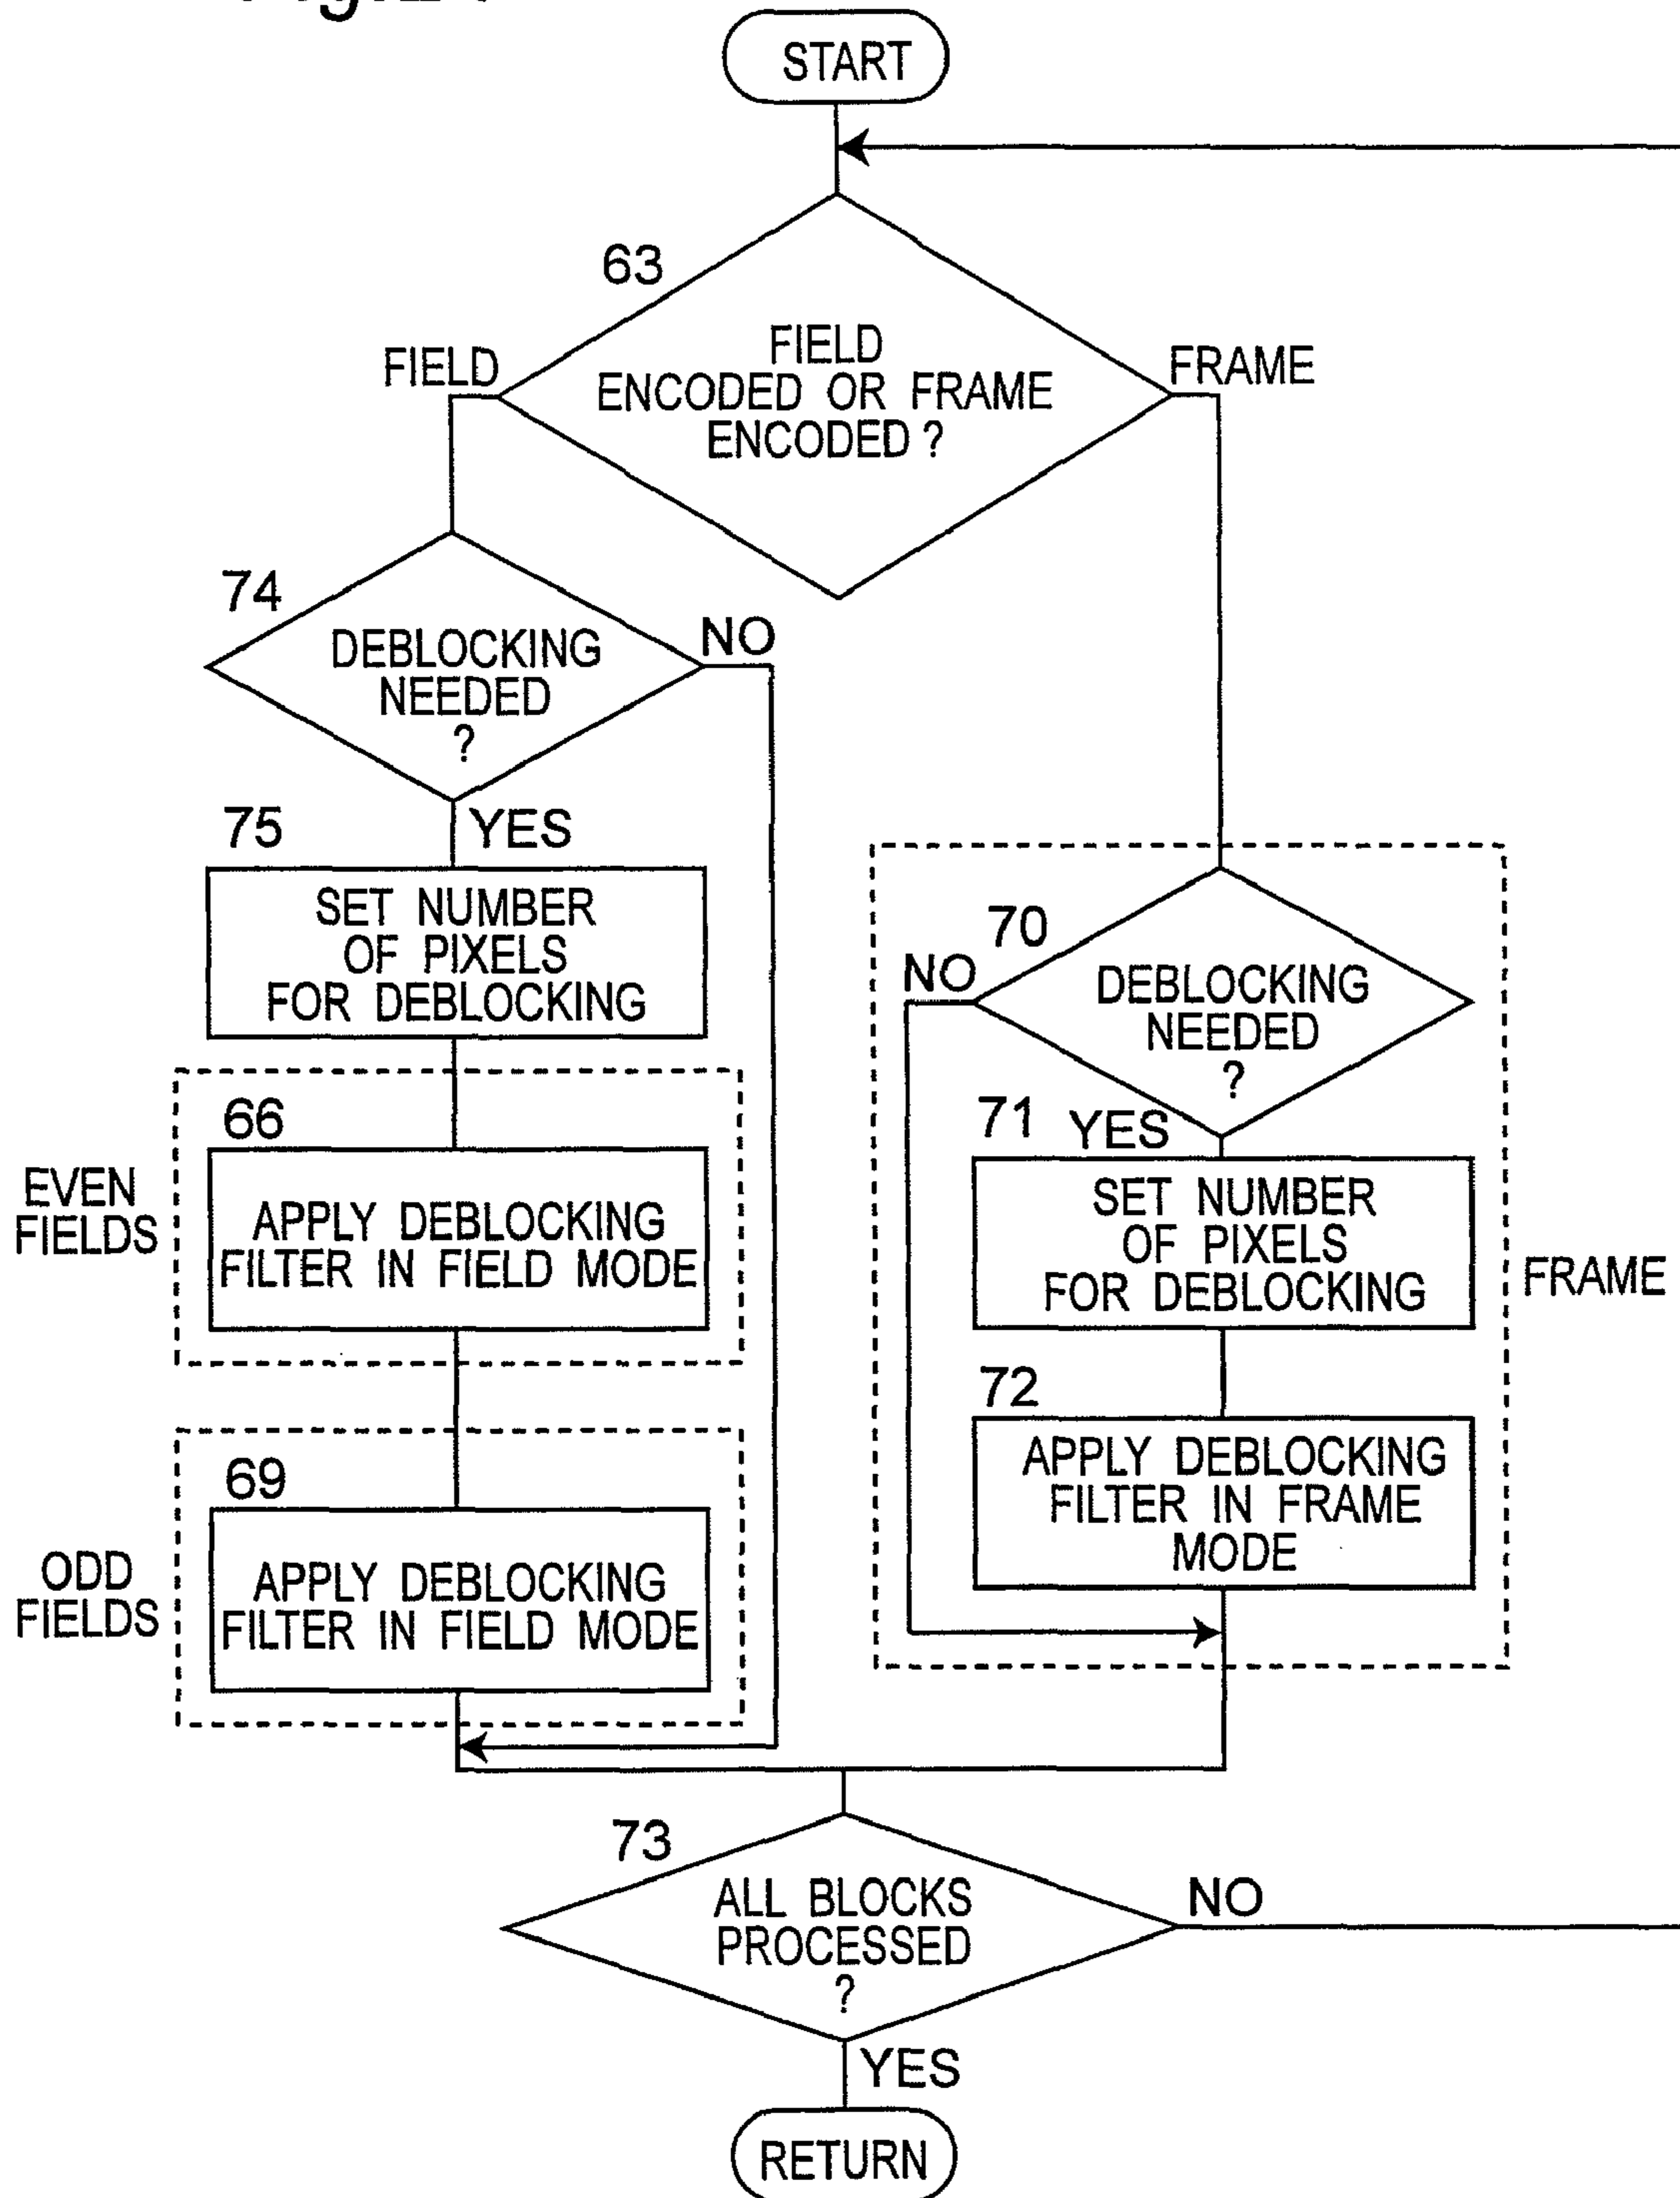 START
63
FIELD
ENCODED OR FRAME
ENCODED ?
FIELD
FRAME
74
DEBLOCKING
NEEDED
?
NO
YES
75
SET NUMBER
OF PIXELS
FOR DEBLOCKING
EVEN
FIELDS
66
APPLY DEBLOCKING
FILTER IN FIELD MODE
ODD
FIELDS
69
APPLY DEBLOCKING
FILTER IN FIELD MODE
70
NO
DEBLOCKING
NEEDED
?
71
YES
SET NUMBER
OF PIXELS
FOR DEBLOCKING
FRAME
72
APPLY DEBLOCKING
FILTER IN FRAME
MODE
73
ALL BLOCKS
PROCESSED
?
NO
YES
RETURN